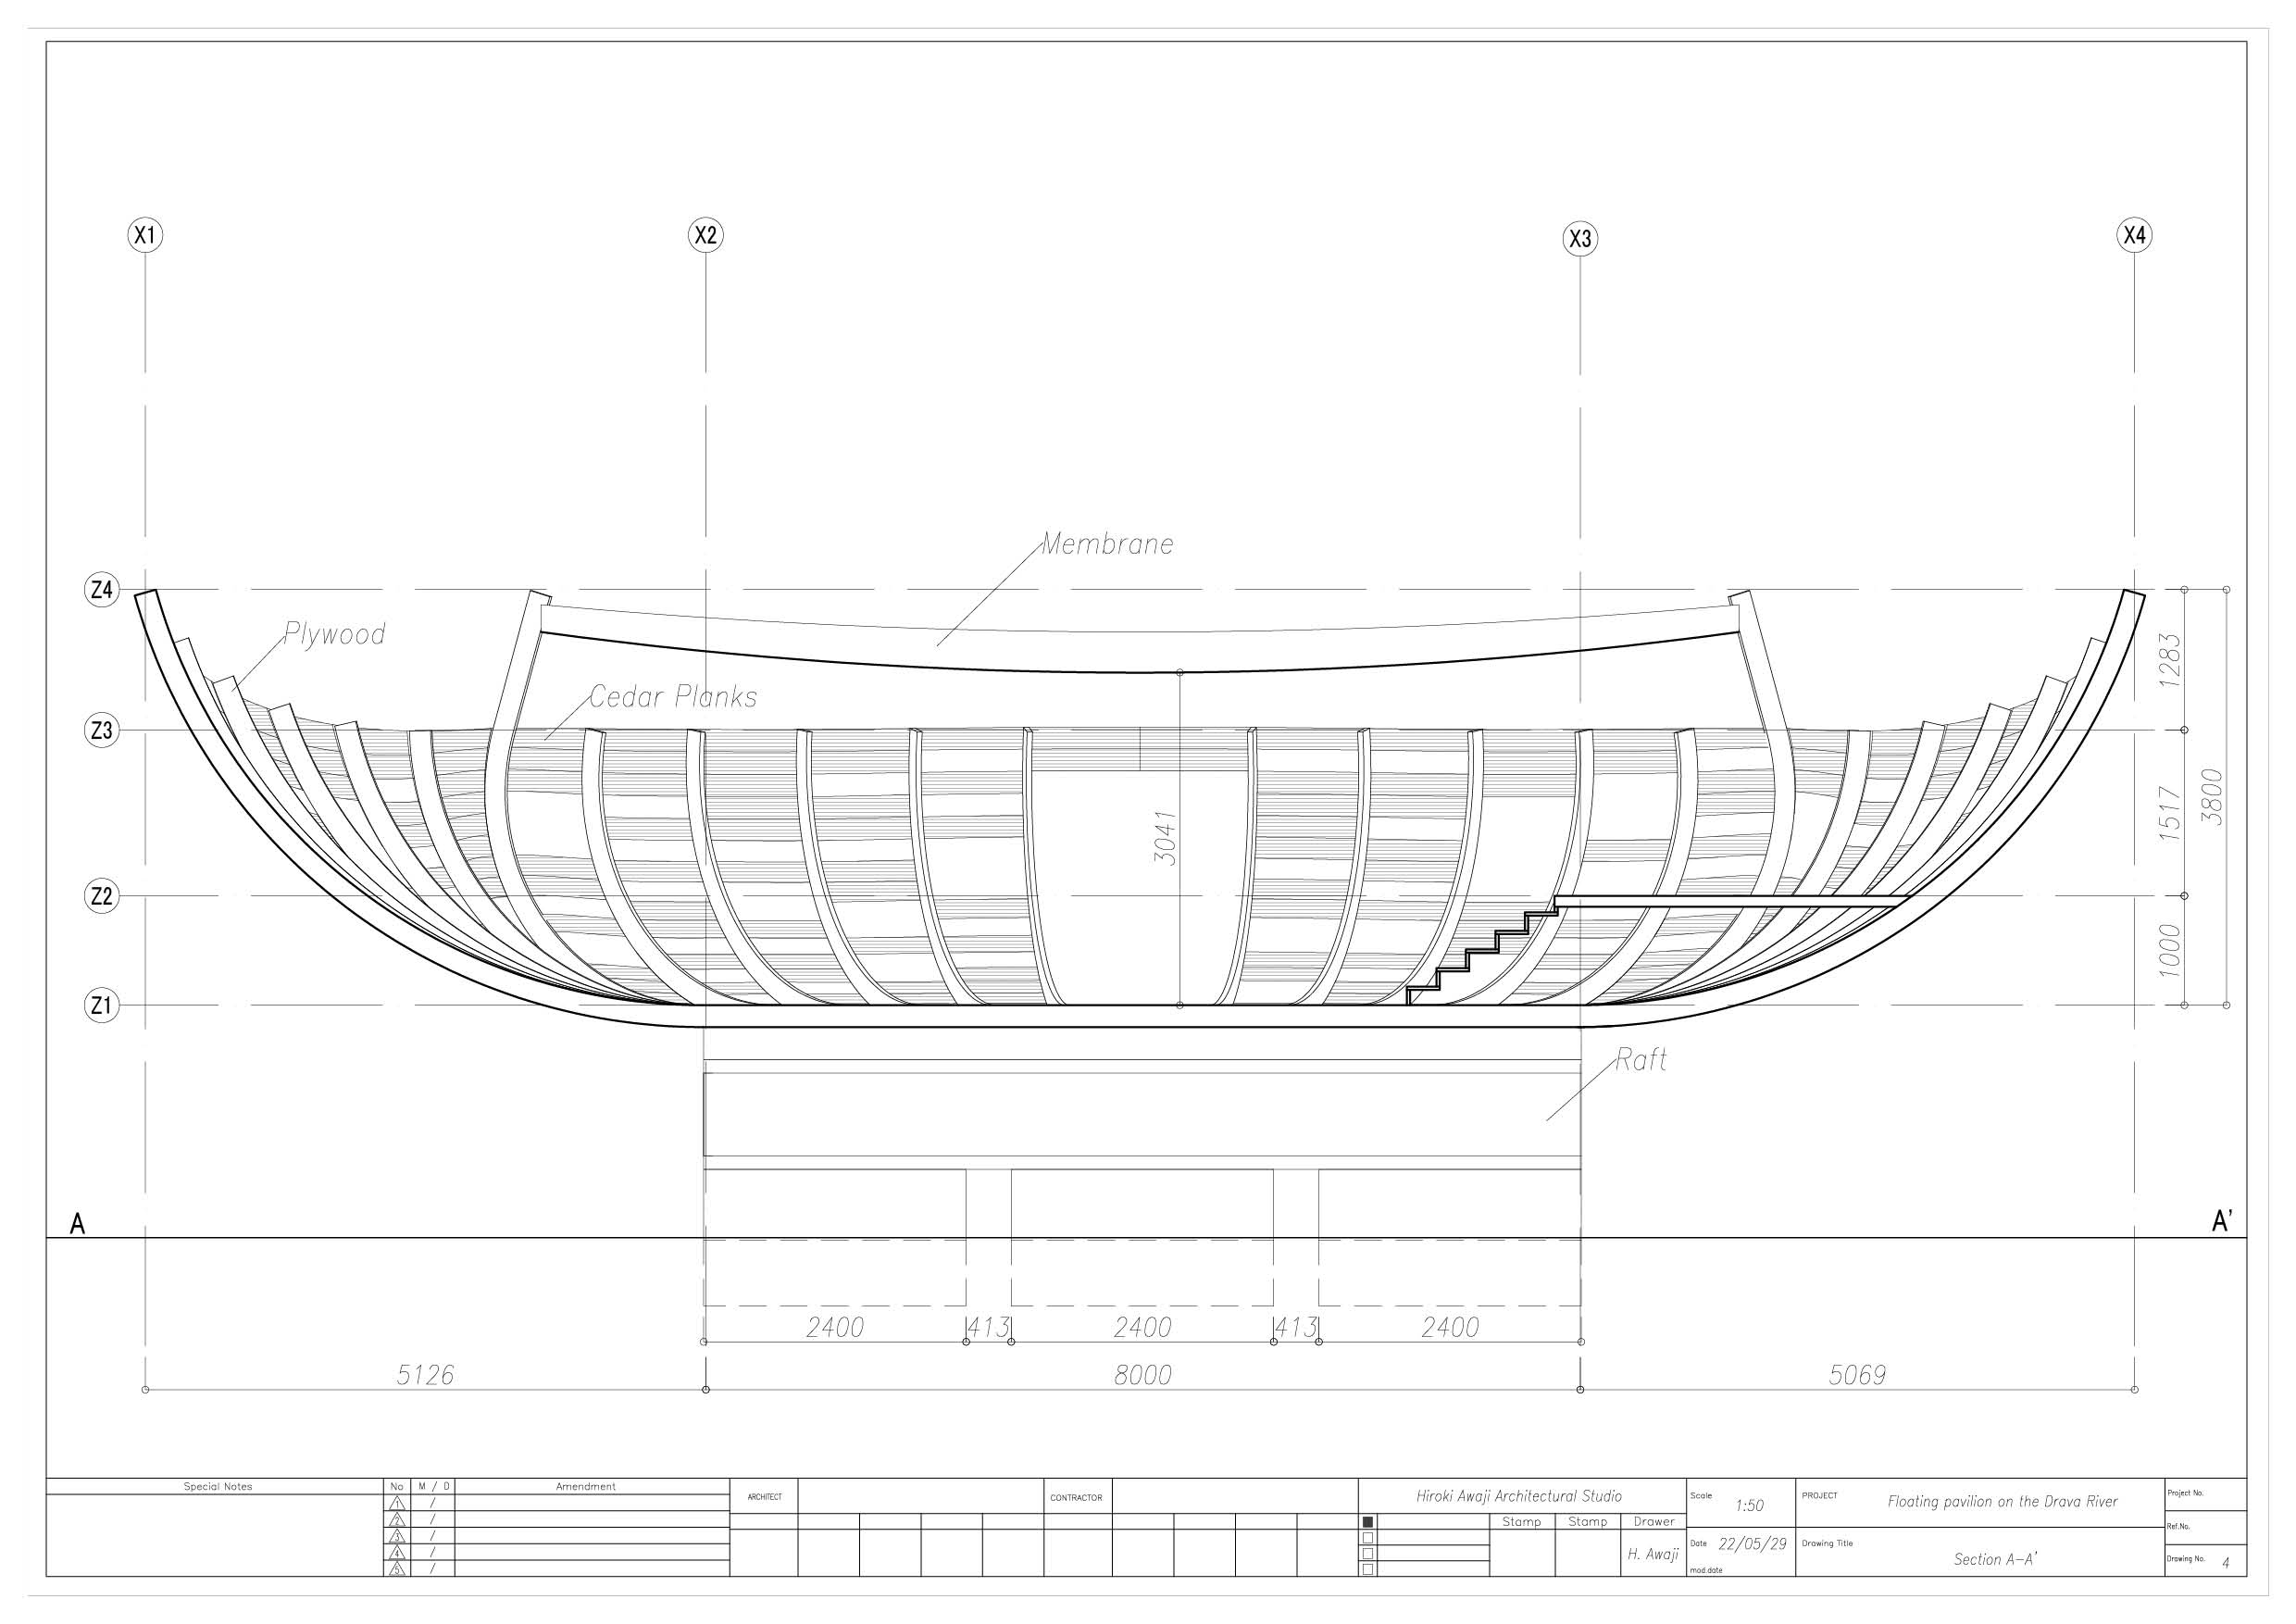 X1
X2
X3
X4
Membrane
Z4
Plywood
1283
Cedar Planks
Z3
3041
1517
3800
Z2
1000
Z1
Raft
A
A'
2400
413
2400
413
2400
5126
8000
5069
Special Notes
No
M / D
Amendment
1
/
2
/
3
/
4
/
5
/
ARCHITECT
CONTRACTOR
Hiroki Awaji Architectural Studio
Stamp
Stamp
Drawer
H. Awaji
Scale
1:50
Date
22/05/29
mod.date
PROJECT
Floating pavilion on the Drava River
Drawing Title
Section A-A'
Project No.
Ref.No.
Drawing No.
4